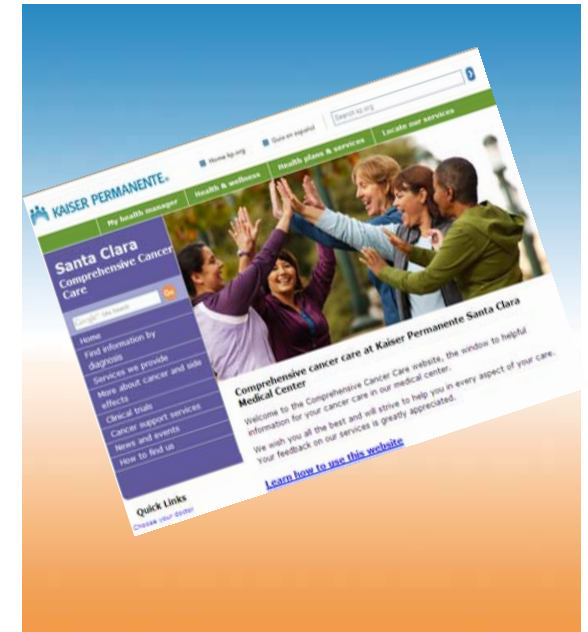 KAISER PERMANENTE®
Home kp.org
Guía en español
Search kp.org
My health manager
Health & wellness
Health plans & services
Locate our services
Santa Clara
Comprehensive Cancer
Care
Google™ Site Search
Go
Home
Find information by
diagnosis
Services we provide
More about cancer and side
effects
Clinical trials
Cancer support services
News and events
How to find us
Quick Links
Choose your doctor
Comprehensive cancer care at Kaiser Permanente Santa Clara
Medical Center
Welcome to the Comprehensive Cancer Care website, the window to helpful
information for your cancer care in our medical center.
We wish you all the best and will strive to help you in every aspect of your care.
Your feedback on our services is greatly appreciated.
Learn how to use this website